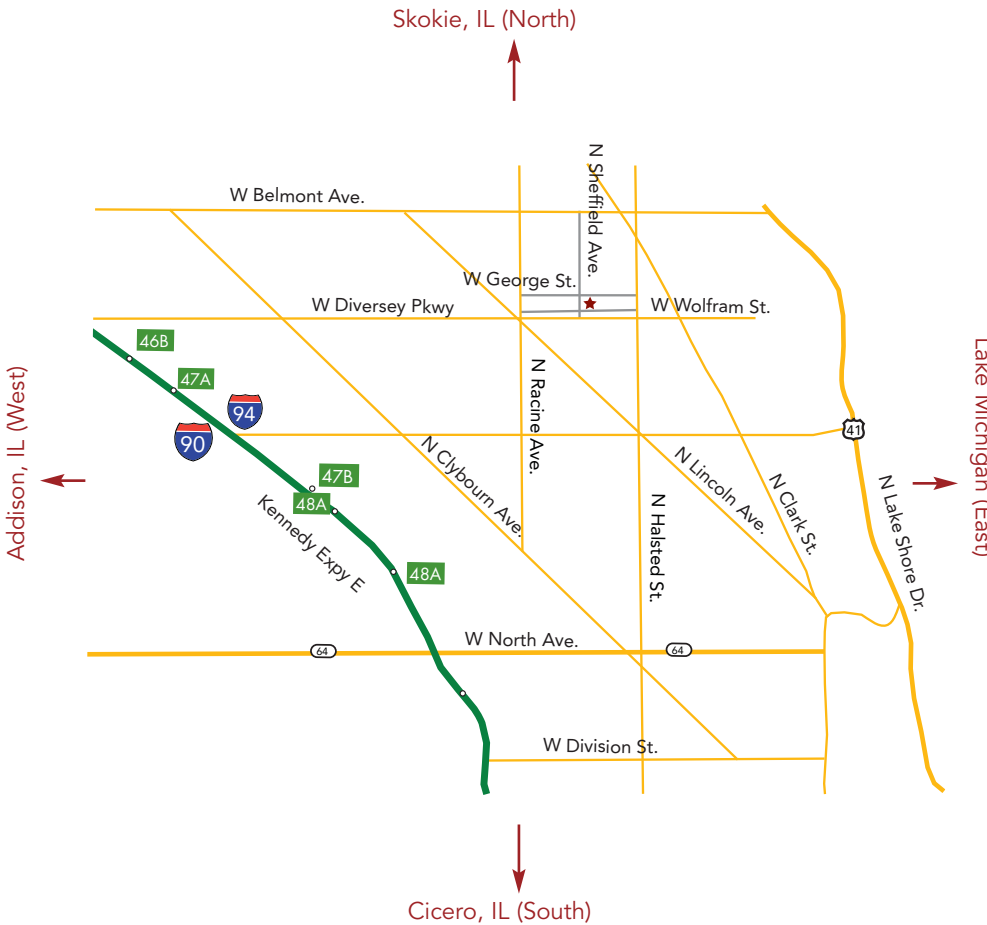 Skokie, IL (North)
N Sheffield Ave.
W Belmont Ave.
W George St.
W Diversey Pkwy
W Wolfram St.
46B
47A
94
90
41
Addison, IL (West)
Lake Michigan (East)
N Racine Ave.
N Clybourn Ave.
N Lincoln Ave.
N Clark St.
N Lake Shore Dr.
47B
48A
Kennedy Expy E
N Halsted St.
48A
W North Ave.
64
64
W Division St.
Cicero, IL (South)